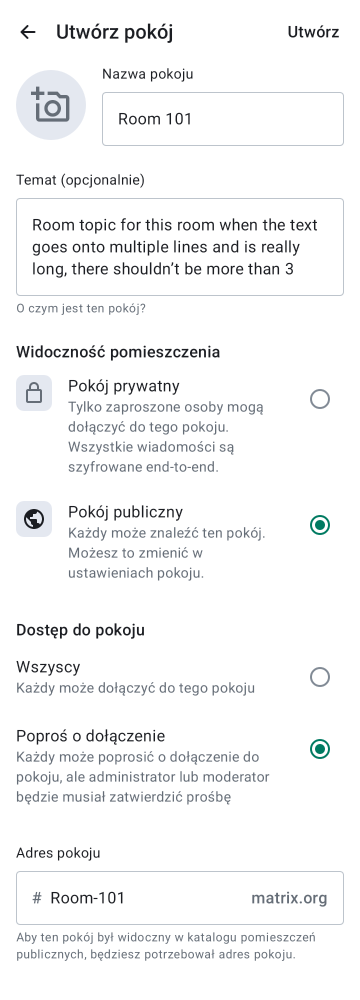 Utwórz pokój
Utwórz
Nazwa pokoju
Room 101
Temat (opcjonalnie)
Room topic for this room when the text
goes onto multiple lines and is really
long, there shouldn’t be more than 3
O czym jest ten pokój?
Widoczność pomieszczenia
Pokój prywatny
Tylko zaproszone osoby mogą
dołączyć do tego pokoju.
Wszystkie wiadomości są
szyfrowane end-to-end.
Pokój publiczny
Każdy może znaleźć ten pokój.
Możesz to zmienić w
ustawieniach pokoju.
Dostęp do pokoju
Wszyscy
Każdy może dołączyć do tego pokoju
Poproś o dołączenie
Każdy może poprosić o dołączenie do
pokoju, ale administrator lub moderator
będzie musiał zatwierdzić prośbę
Adres pokoju
# Room-101 matrix.org
Aby ten pokój był widoczny w katalogu pomieszczeń
publicznych, będziesz potrzebował adres pokoju.